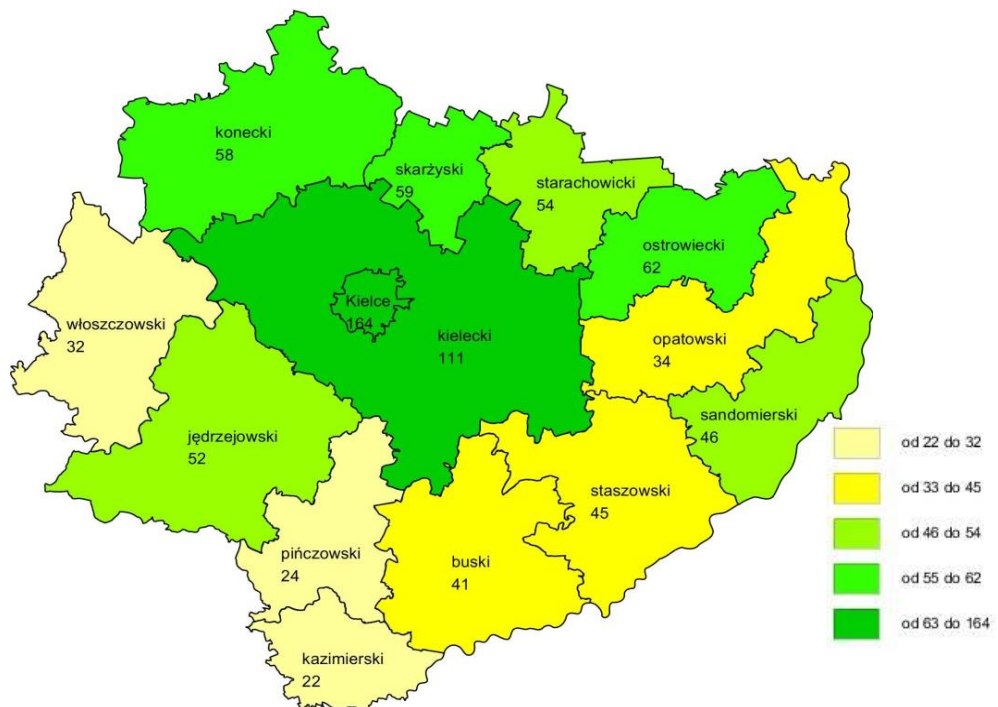 konecki
58
skarżyski
59
starachowicki
54
ostrowiecki
62
Kielce
164
kielecki
111
włoszczowski
32
opatowski
34
sandomierski
46
jędrzejowski
52
staszowski
45
pińczowski
24
buski
41
kazimierski
22
od 22 do 32
od 33 do 45
od 46 do 54
od 55 do 62
od 63 do 164